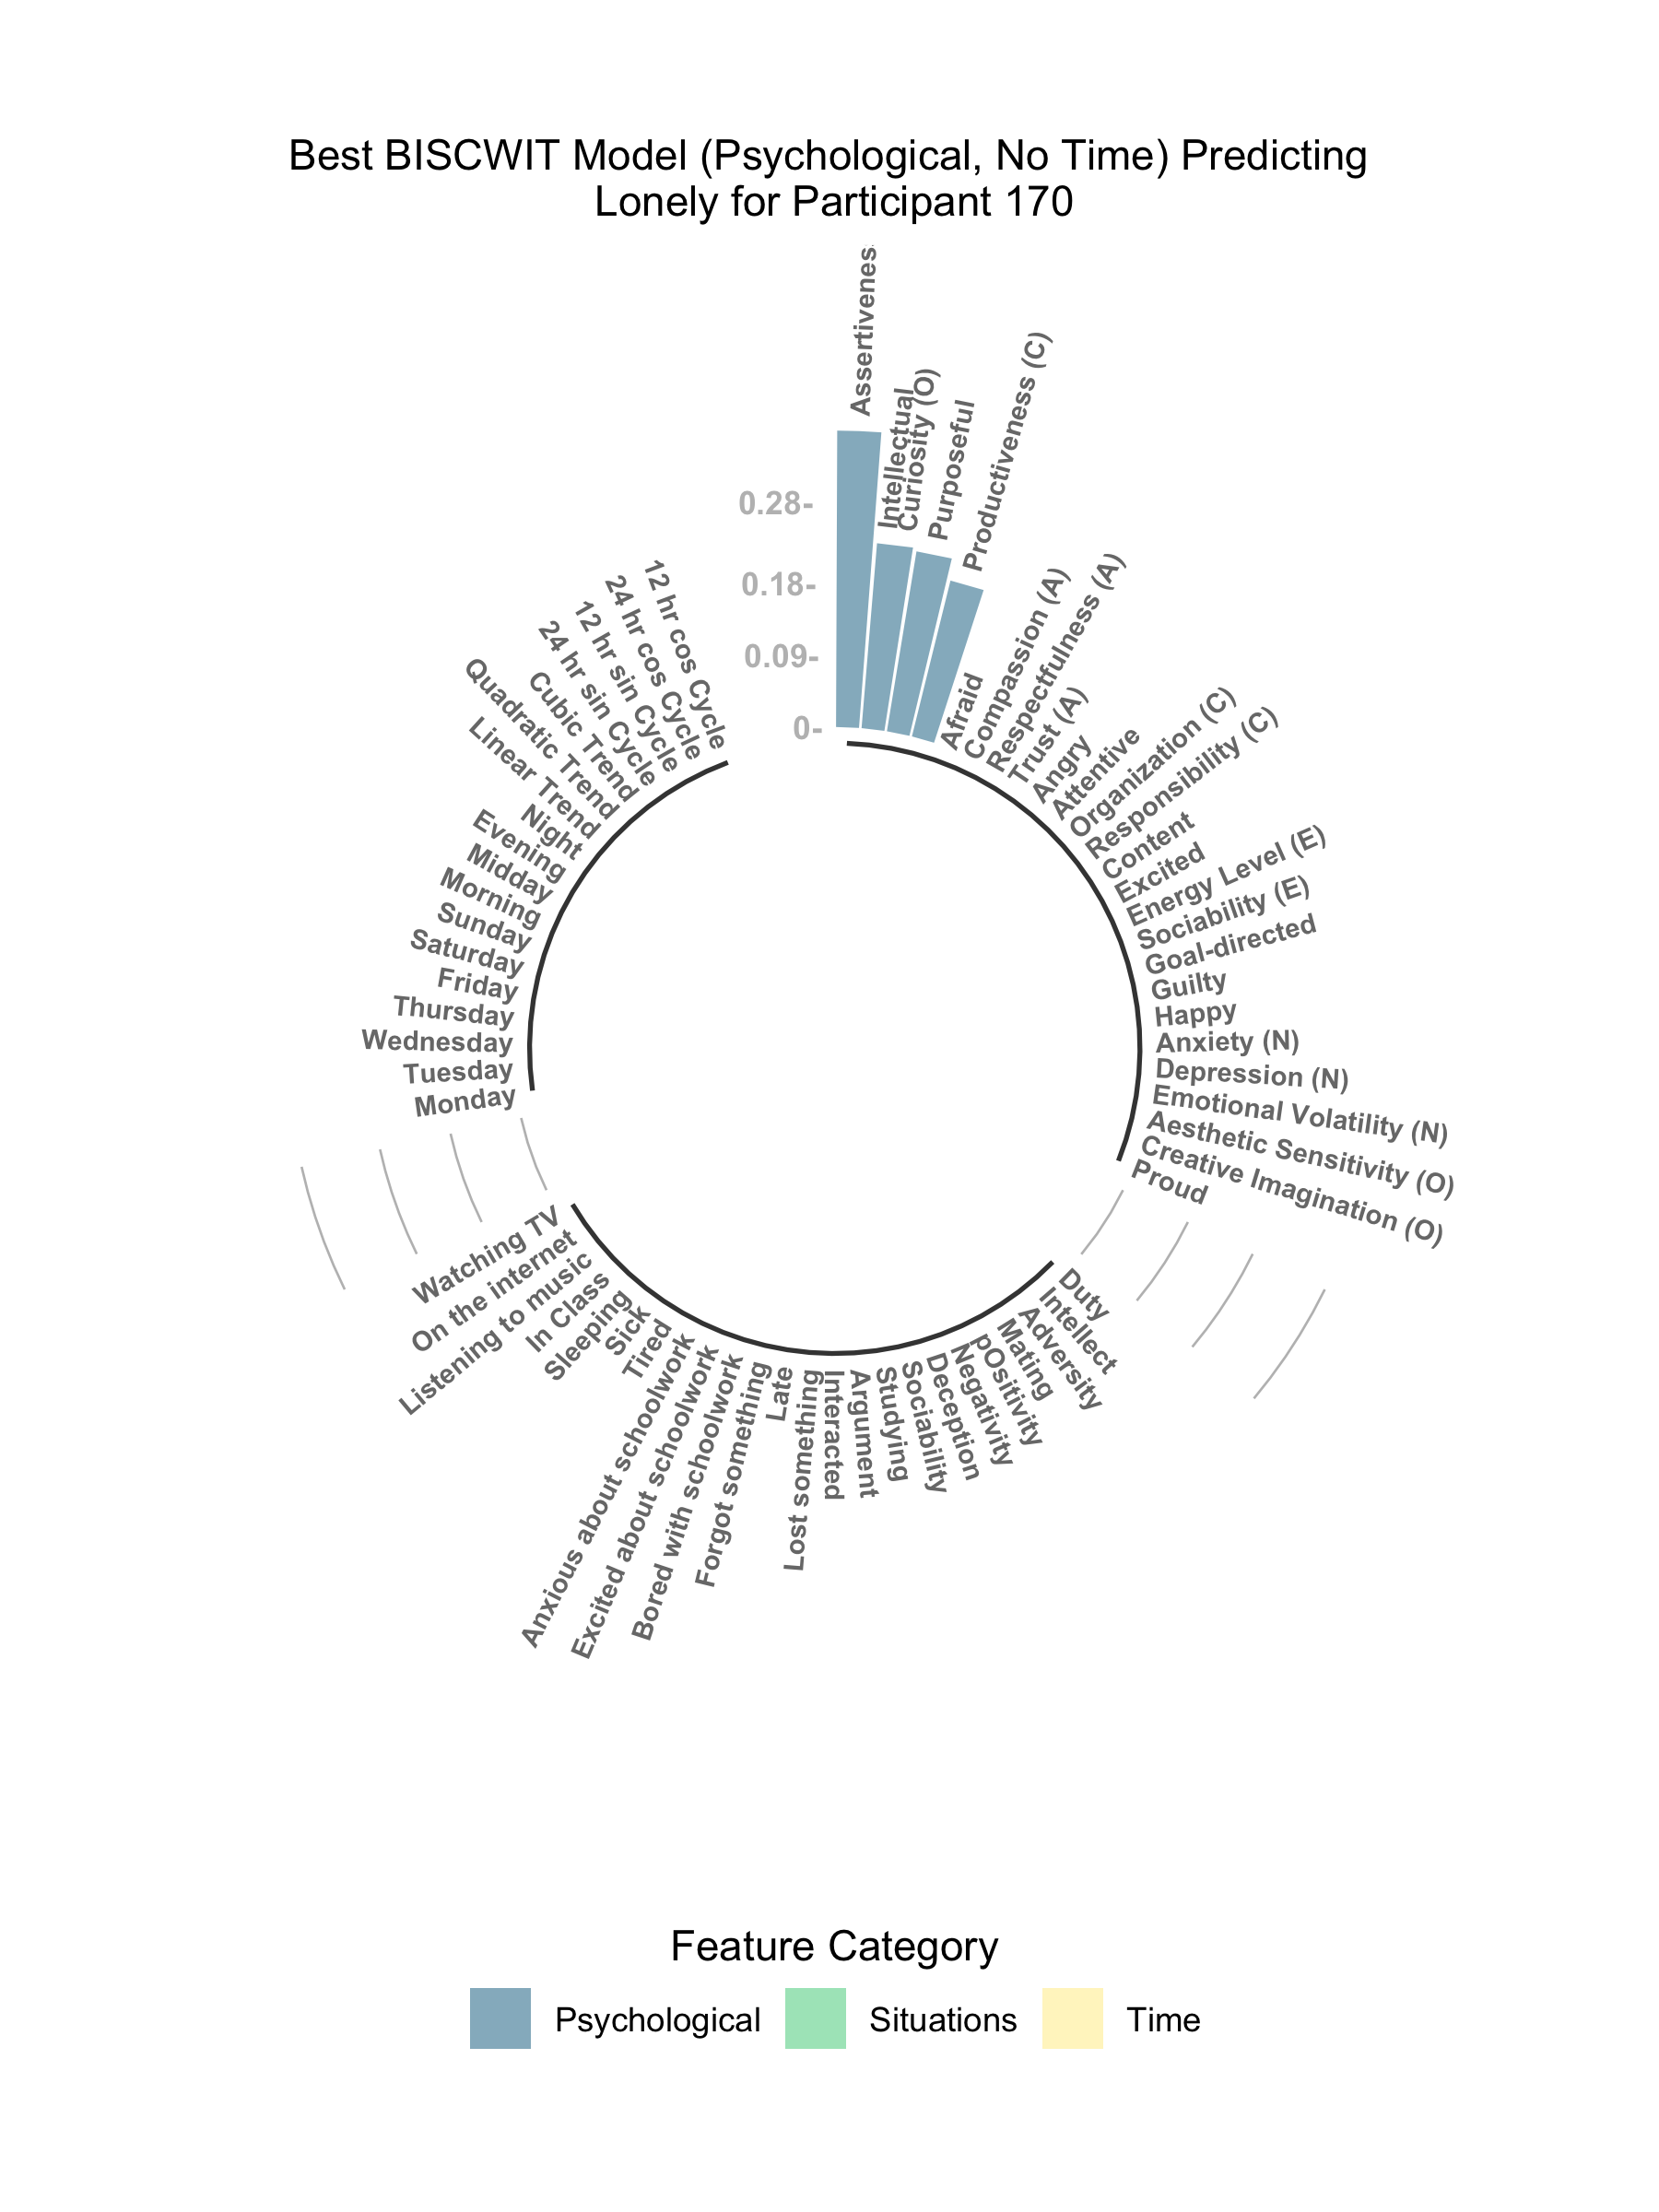 Best BISCWIT Model (Psychological, No Time) Predicting
Lonely for Participant 170
0.28-
0.18-
0.09-
0-
Assertivenes
Intellectual
Curiosity (O)
Purposeful
Productiveness (C)
Afraid
Compassion (A)
Respectfulness (A)
Trust (A)
Angry
Attentive
Organization (C)
Responsibility (C)
Content
Excited
Energy Level (E)
Sociability (E)
Goal-directed
Guilty
Happy
Anxiety (N)
Depression (N)
Emotional Volatility (N)
Aesthetic Sensitivity (O)
Creative Imagination (O)
Proud
Duty
Intellect
Adversity
Mating
pOsitivity
Negativity
Deception
Sociability
Studying
Argument
Interacted
Lost something
Late
Forgot something
Bored with schoolwork
Excited about schoolwork
Anxious about schoolwork
Tired
Sick
Sleeping
In Class
Listening to music
On the internet
Watching TV
Monday
Tuesday
Wednesday
Thursday
Friday
Saturday
Sunday
Morning
Midday
Evening
Night
Linear Trend
Quadratic Trend
Cubic Trend
24 hr sin Cycle
12 hr sin Cycle
24 hr cos Cycle
12 hr cos Cycle
Feature Category
Psychological
Situations
Time